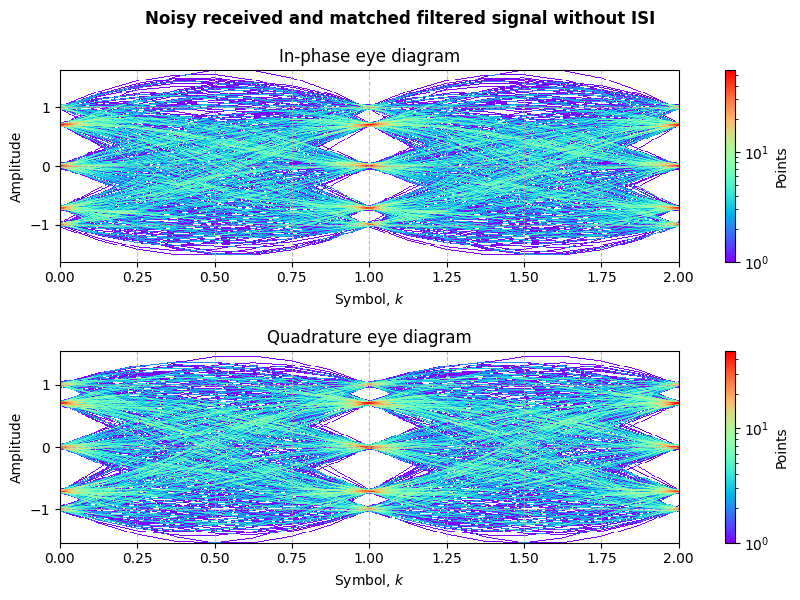 Noisy received and matched filtered signal without ISI
In-phase eye diagram
Amplitude
1
0
−1
0.00 0.25 0.50 0.75 1.00 1.25 1.50 1.75 2.00
Symbol, k
10¹
10⁰
Points
Quadrature eye diagram
Amplitude
1
0
−1
0.00 0.25 0.50 0.75 1.00 1.25 1.50 1.75 2.00
Symbol, k
10¹
10⁰
Points